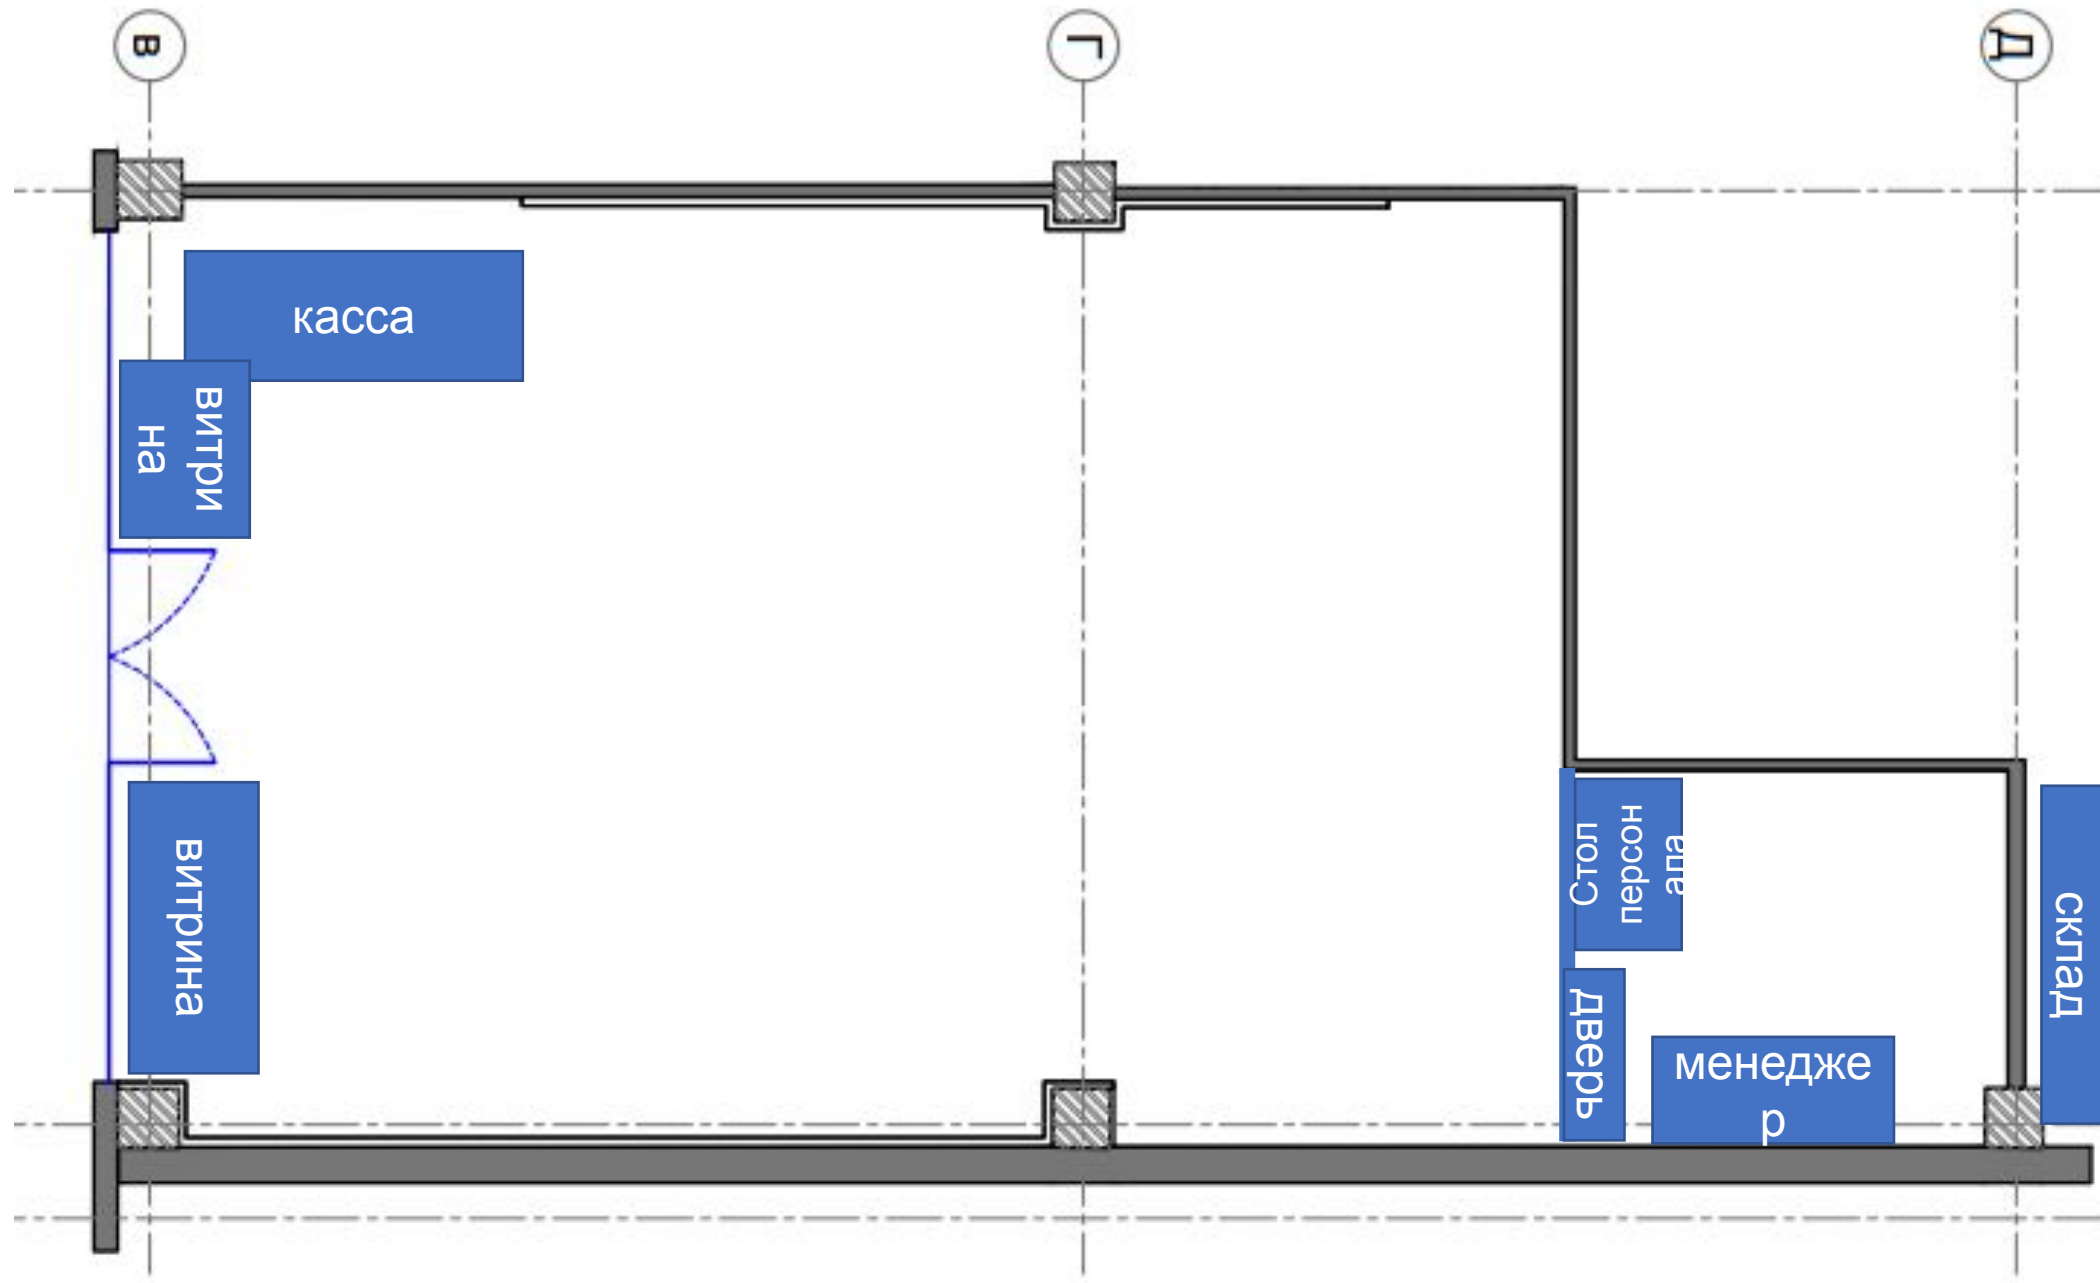 В
Г
Д
касса
витри
на
витрина
Стол
персон
ала
дверь
менедже
р
склад